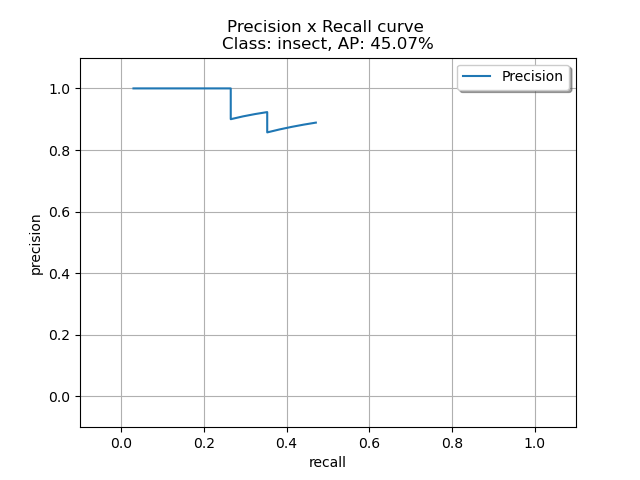 Precision x Recall curve
Class: insect, AP: 45.07%
Precision
1.0
0.8
0.6
0.4
0.2
0.0
precision
0.0 0.2 0.4 0.6 0.8 1.0
recall